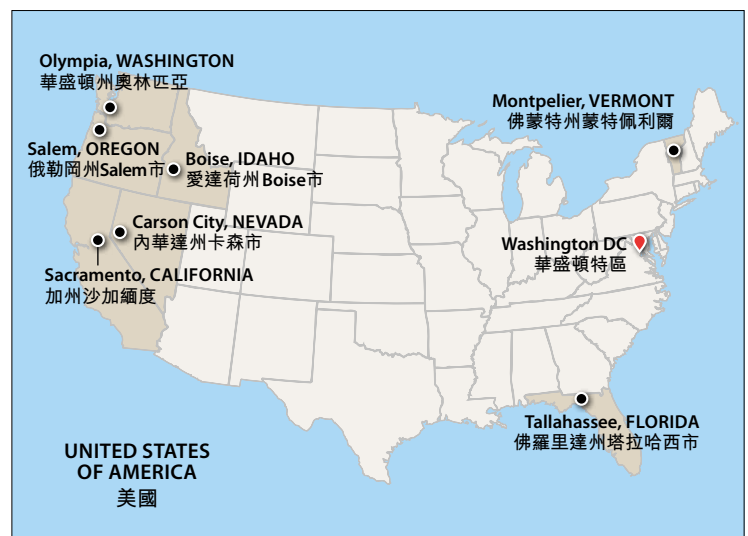 Olympia, WASHINGTON
華盛頓州奧林匹亞
Montpelier, VERMONT
佛蒙特州蒙特佩利爾
Salem, OREGON
俄勒岡州Salem市
Boise, IDAHO
愛達荷州Boise市
Carson City, NEVADA
內華達州卡森市
Washington DC
華盛頓特區
Sacramento, CALIFORNIA
加州沙加緬度
Tallahassee, FLORIDA
佛羅里達州塔拉哈西市
UNITED STATES
OF AMERICA
美國